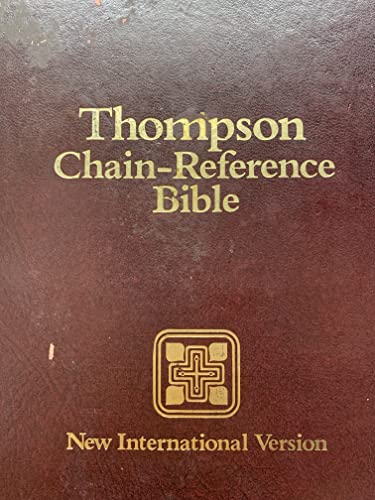 Thompson
Chain-Reference
Bible
New International Version